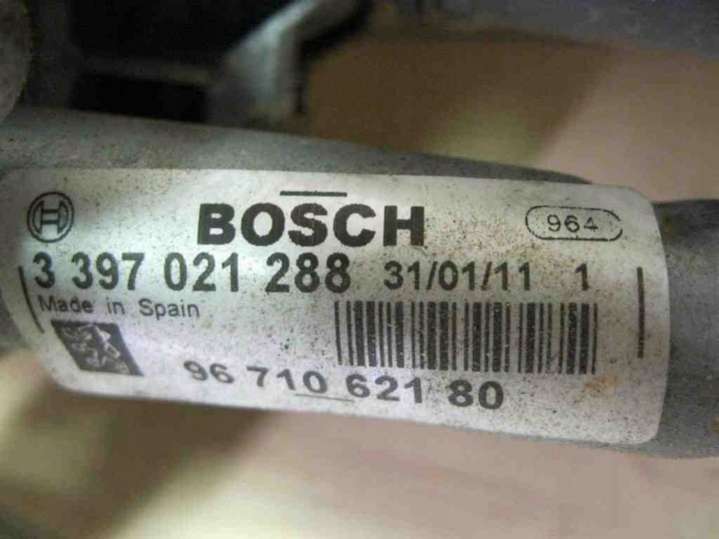 BOSCH 964
3 397 021 288 31/01/11 1
Made in Spain
96 710 621 80